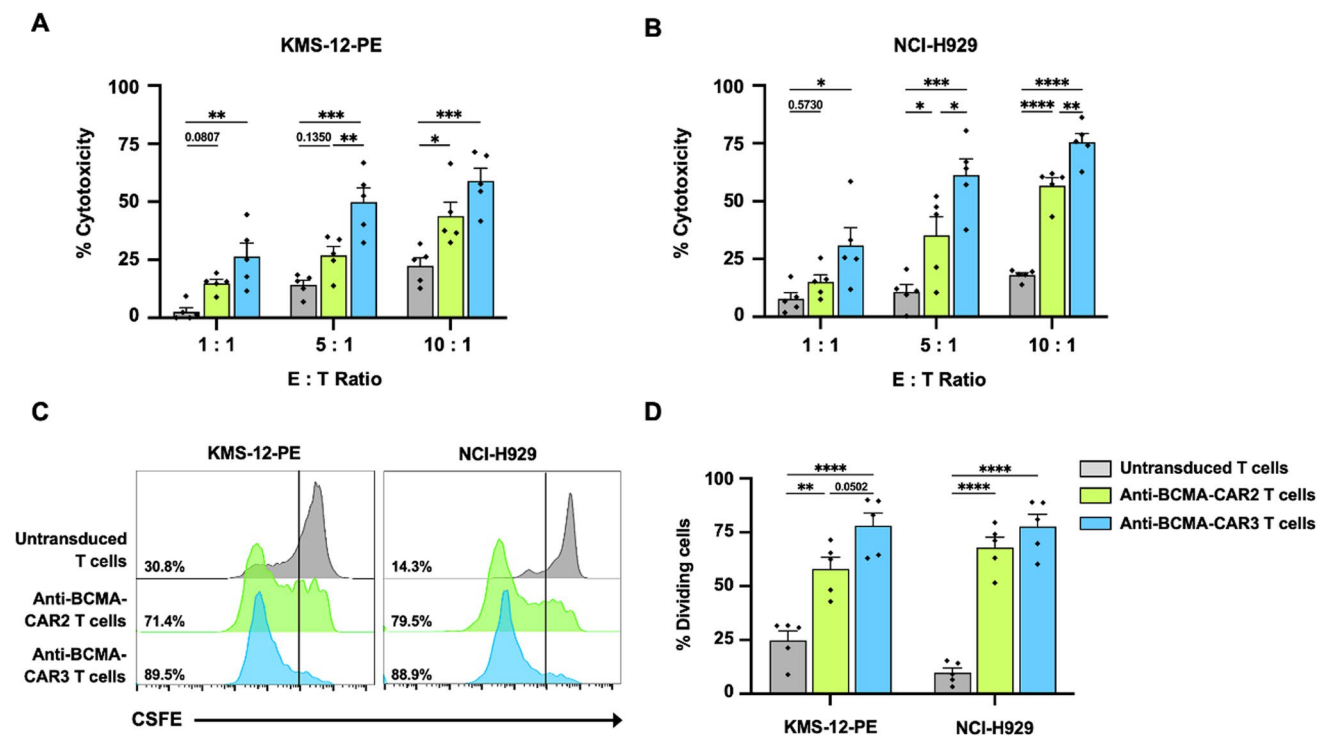 A
KMS-12-PE
% Cytotoxicity
100
75
50
25
0
**
0.0807
***
0.1350
**
***
*
1 : 1
5 : 1
10 : 1
E : T Ratio
B
NCI-H929
% Cytotoxicity
100
75
50
25
0
*
0.5730
***
*
*
****
****
**
1 : 1
5 : 1
10 : 1
E : T Ratio
C
KMS-12-PE
NCI-H929
Untransduced
T cells
30.8%
14.3%
Anti-BCMA-
CAR2 T cells
71.4%
79.5%
Anti-BCMA-
CAR3 T cells
89.5%
88.9%
CSFE
D
% Dividing cells
100
75
50
25
0
****
**
0.0502
****
****
KMS-12-PE
NCI-H929
Untransduced T cells
Anti-BCMA-CAR2 T cells
Anti-BCMA-CAR3 T cells